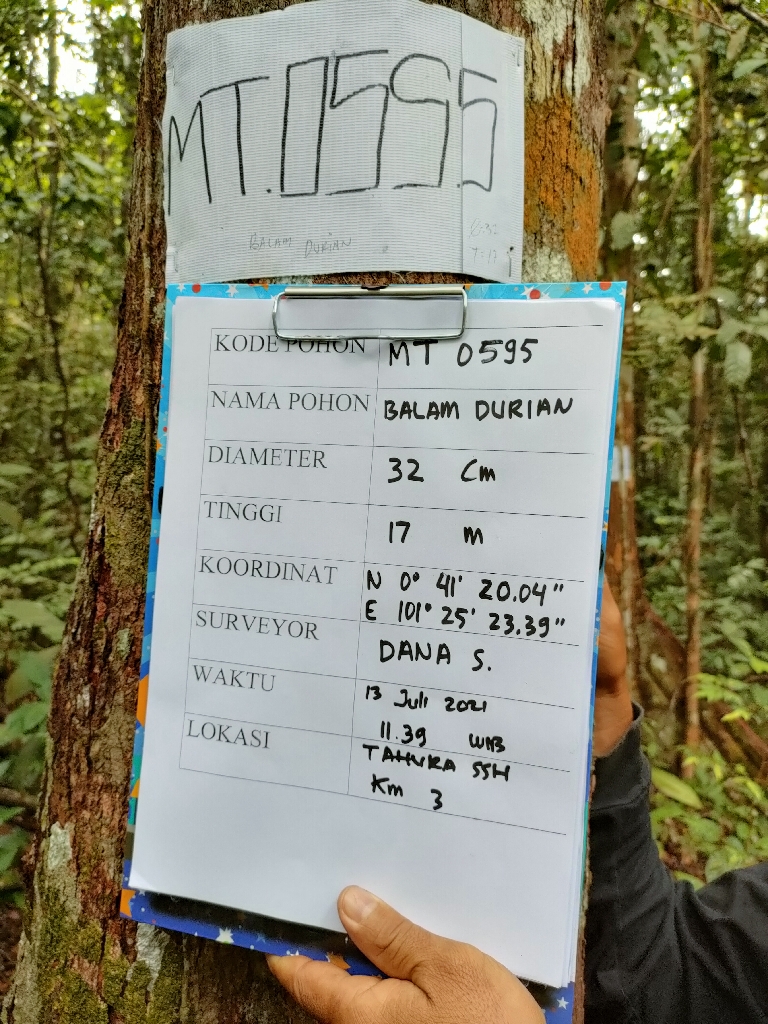 MT.0595
BALAM DURIAN
T=17
KODE POHON MT 0595
NAMA POHON BALAM DURIAN
DIAMETER 32 Cm
TINGGI 17 m
KOORDINAT N 0° 41' 20.04"
E 101° 25' 23.39"
SURVEYOR DANA S.
WAKTU 13 Juli 2021
11.39 WIB
LOKASI TAHURA SSH
Km 3